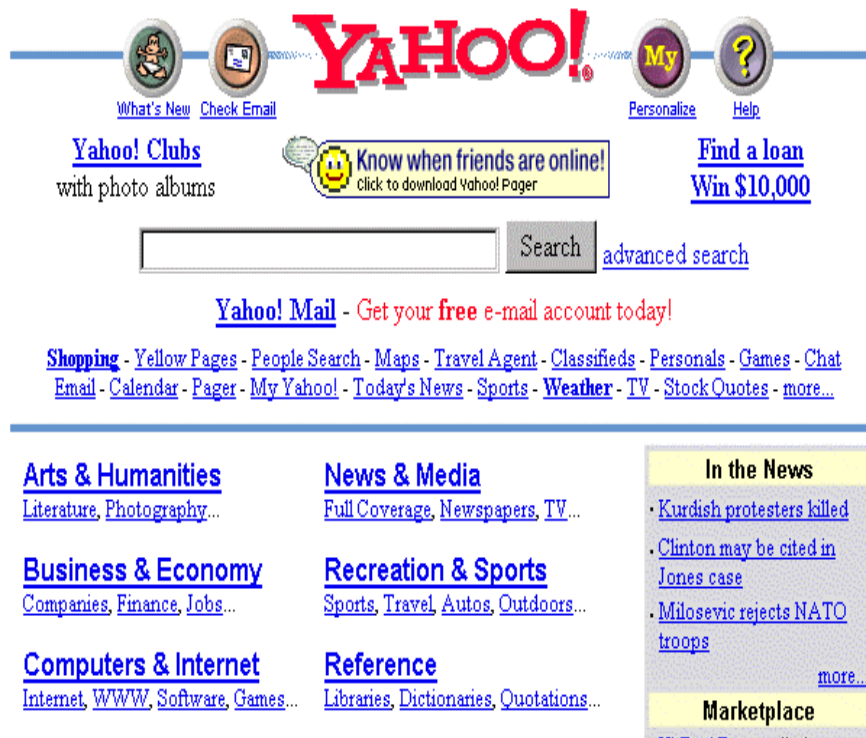 YAHOO!
What's New Check Email My Personalize ? Help
Yahoo! Clubs
with photo albums
Know when friends are online!
Click to download Yahoo! Pager
Find a loan
Win $10,000
Search advanced search
Yahoo! Mail - Get your free e-mail account today!
Shopping - Yellow Pages - People Search - Maps - Travel Agent - Classifieds - Personals - Games - Chat
Email - Calendar - Pager - My Yahoo! - Today's News - Sports - Weather - TV - Stock Quotes - more...
Arts & Humanities
Literature, Photography...
News & Media
Full Coverage, Newspapers, TV...
Business & Economy
Companies, Finance, Jobs...
Recreation & Sports
Sports, Travel, Autos, Outdoors...
Computers & Internet
Internet, WWW, Software, Games...
Reference
Libraries, Dictionaries, Quotations...
In the News
· Kurdish protesters killed
· Clinton may be cited in
Jones case
· Milosevic rejects NATO
troops
more...
Marketplace